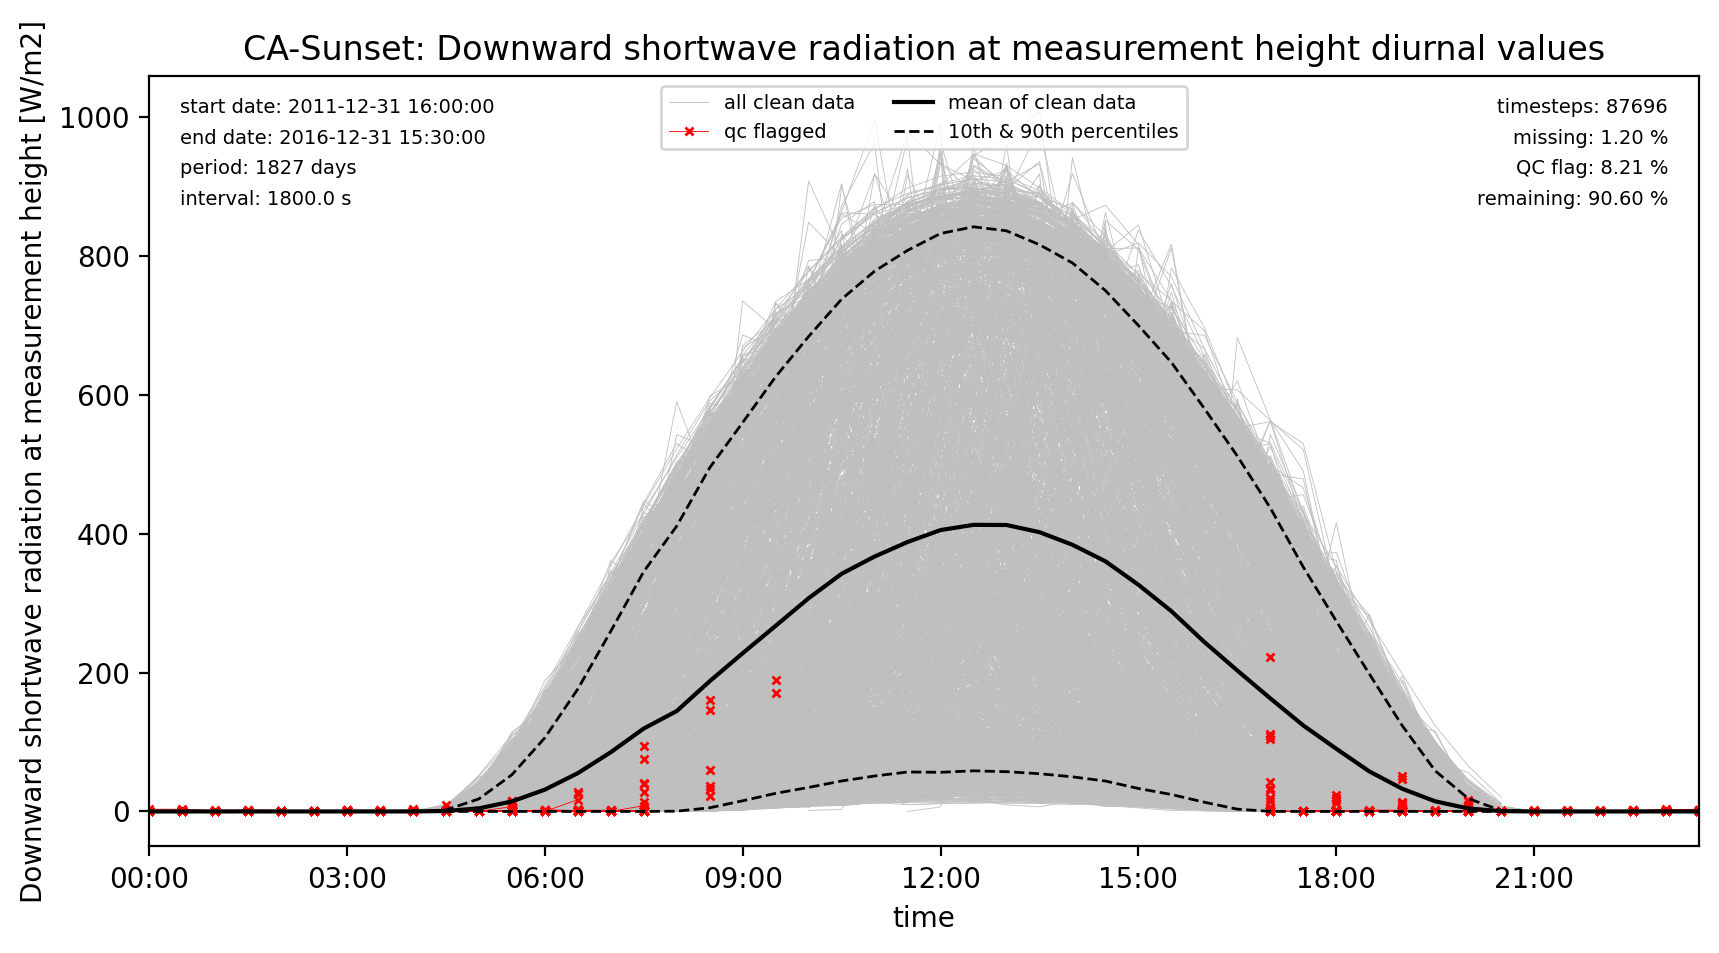 CA-Sunset: Downward shortwave radiation at measurement height diurnal values
Downward shortwave radiation at measurement height [W/m2]
start date: 2011-12-31 16:00:00
end date: 2016-12-31 15:30:00
period: 1827 days
interval: 1800.0 s
all clean data
qc flagged
mean of clean data
10th & 90th percentiles
timesteps: 87696
missing: 1.20 %
QC flag: 8.21 %
remaining: 90.60 %
1000
800
600
400
200
0
00:00 03:00 06:00 09:00 12:00 15:00 18:00 21:00
time